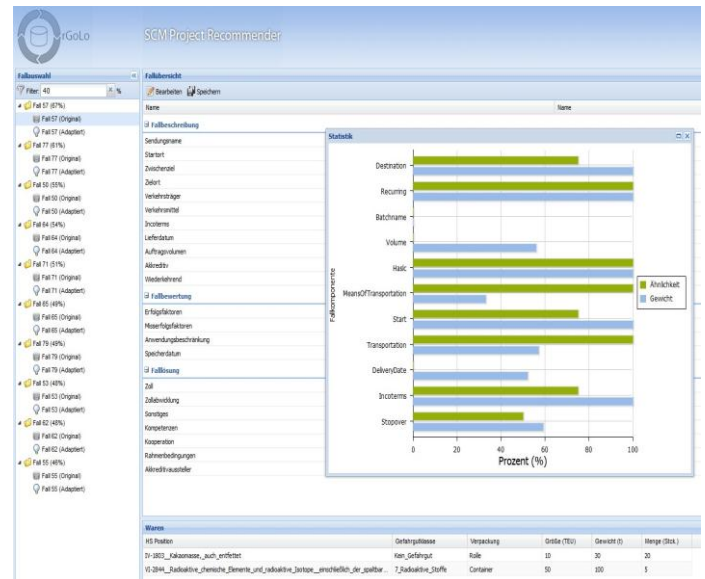 rGoLo
SCM Project Recommender
Fallauswahl
Filter: 40 %
Fall 57 (67%)
Fall 57 (Original)
Fall 57 (Adaptiert)
Fall 77 (61%)
Fall 77 (Original)
Fall 77 (Adaptiert)
Fall 50 (55%)
Fall 50 (Original)
Fall 50 (Adaptiert)
Fall 64 (54%)
Fall 64 (Original)
Fall 64 (Adaptiert)
Fall 71 (51%)
Fall 71 (Original)
Fall 71 (Adaptiert)
Fall 65 (49%)
Fall 65 (Original)
Fall 65 (Adaptiert)
Fall 79 (49%)
Fall 79 (Original)
Fall 79 (Adaptiert)
Fall 53 (48%)
Fall 53 (Original)
Fall 53 (Adaptiert)
Fall 62 (48%)
Fall 62 (Original)
Fall 62 (Adaptiert)
Fall 55 (46%)
Fall 55 (Original)
Fall 55 (Adaptiert)
Fallübersicht
Bearbeiten Speichern
Name Name
Fallbeschreibung
Sendungsname
Startort
Zwischenziel
Zielort
Verkehrsträger
Verkehrsmittel
Incoterms
Lieferdatum
Auftragsvolumen
Akkreditiv
Wiederkehrend
Fallbewertung
Erfolgsfaktoren
Misserfolgsfaktoren
Anwendungsbeschränkung
Speicherdatum
Falllösung
Zoll
Zollabwicklung
Sonstiges
Kompetenzen
Kooperation
Rahmenbedingungen
Akkreditivaussteller
Statistik
Fallkomponente
Destination
Recurring
Batchname
Volume
Hasic
MeansOfTransportation
Start
Transportation
DeliveryDate
Incoterms
Stopover
0 20 40 60 80 100
Prozent (%)
Ähnlichkeit
Gewicht
Waren
HS Position Gefahrgutklasse Verpackung Größe (TEU) Gewicht (t) Menge (Stck.)
IV-1803__Kakaomasse,_auch_entfettet Kein_Gefahrgut Rolle 10 30 20
VI-2844__Radioaktive_chemische_Elemente_und_radioaktive_Isotope__einschließlich_der_spaltbar... 7_Radioaktive_Stoffe Container 50 100 5